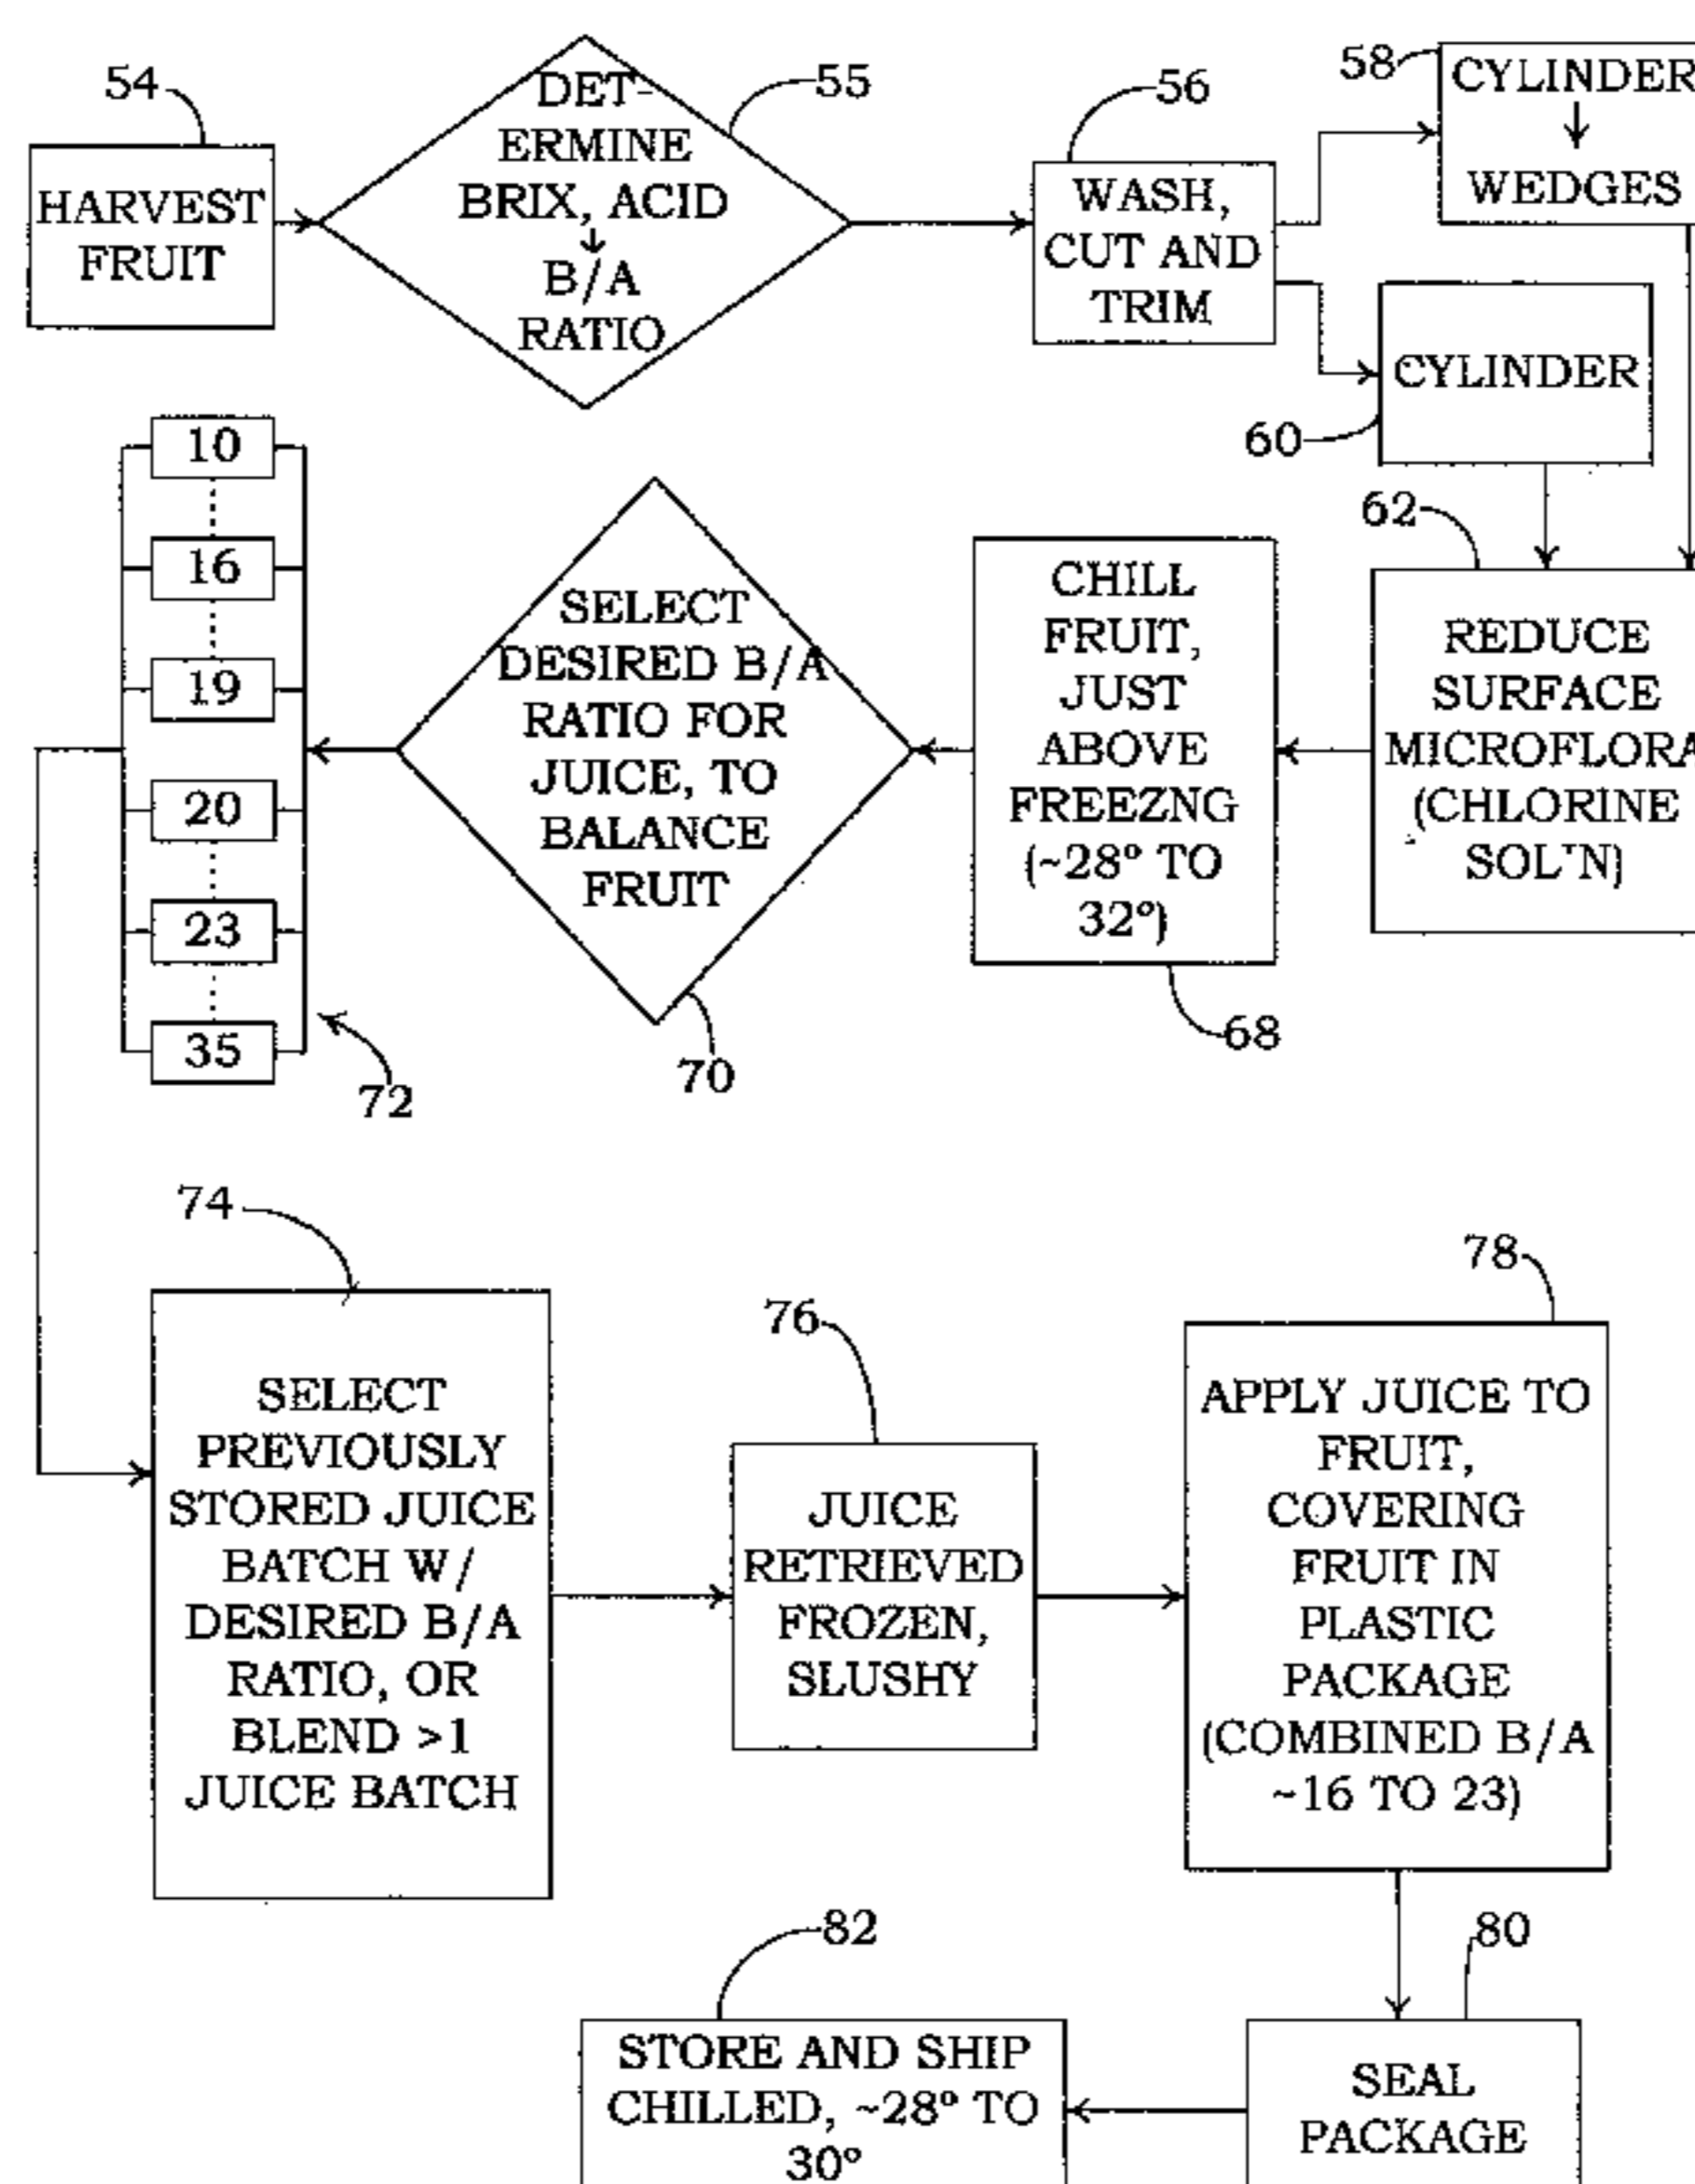 54
HARVEST
FRUIT
55
DET-
ERMINE
BRIX, ACID
B/A
RATIO
56
WASH,
CUT AND
TRIM
58
CYLINDER
WEDGES
60
CYLINDER
62
REDUCE
SURFACE
MICROFLORA
(CHLORINE
SOL'N)
CHILL
FRUIT,
JUST
ABOVE
FREEZNG
(~28° TO
32°)
68
SELECT
DESIRED B/A
RATIO FOR
JUICE, TO
BALANCE
FRUIT
70
10
16
19
20
23
35
72
74
SELECT
PREVIOUSLY
STORED JUICE
BATCH W/
DESIRED B/A
RATIO, OR
BLEND >1
JUICE BATCH
76
JUICE
RETRIEVED
FROZEN,
SLUSHY
78
APPLY JUICE TO
FRUIT,
COVERING
FRUIT IN
PLASTIC
PACKAGE
(COMBINED B/A
~16 TO 23)
80
SEAL
PACKAGE
82
STORE AND SHIP
CHILLED, ~28° TO
30°